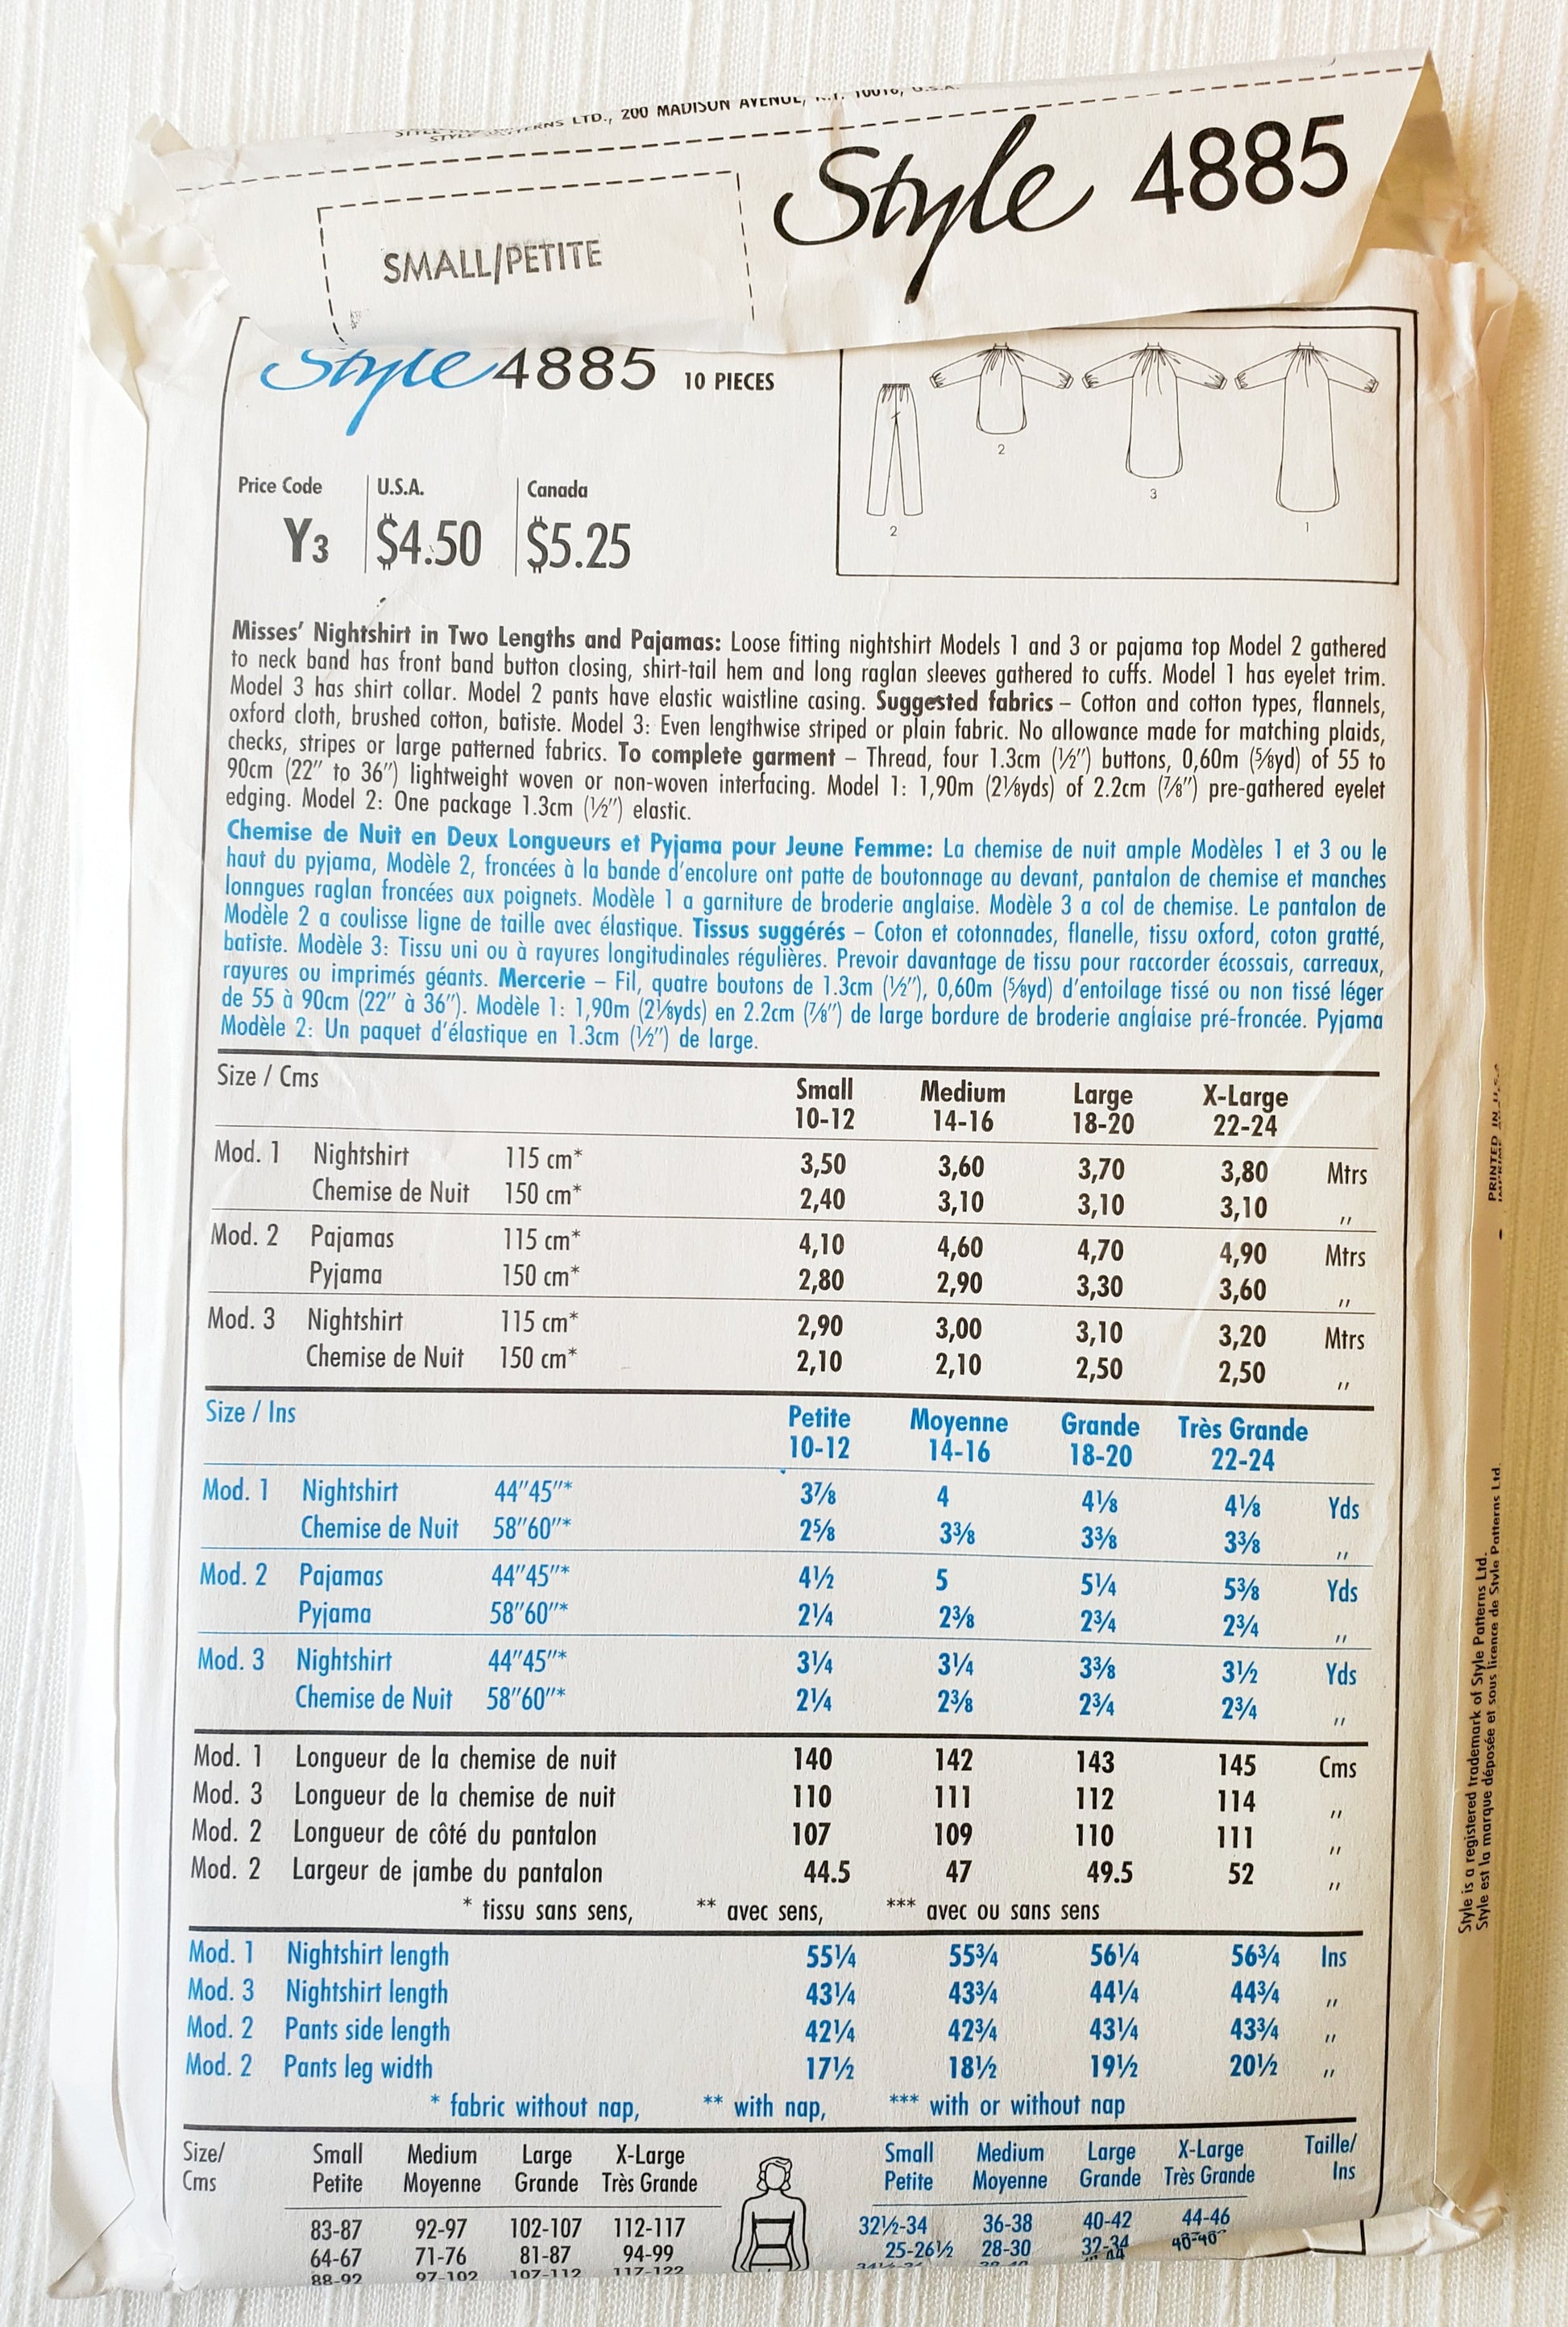 LTD., 200 MADISON AVENUE, N.Y. 10016, U.S.A.
Style 4885
SMALL/PETITE
Style 4885 10 PIECES
Price Code U.S.A. Canada
Y3 $4.50 $5.25
2
2
3
1
Misses' Nightshirt in Two Lengths and Pajamas: Loose fitting nightshirt Models 1 and 3 or pajama top Model 2 gathered
to neck band has front band button closing, shirt-tail hem and long raglan sleeves gathered to cuffs. Model 1 has eyelet trim.
Model 3 has shirt collar. Model 2 pants have elastic waistline casing. Suggested fabrics – Cotton and cotton types, flannels,
oxford cloth, brushed cotton, batiste. Model 3: Even lengthwise striped or plain fabric. No allowance made for matching plaids,
checks, stripes or large patterned fabrics. To complete garment – Thread, four 1.3cm (½") buttons, 0,60m (⅝yd) of 55 to
90cm (22" to 36") lightweight woven or non-woven interfacing. Model 1: 1,90m (2⅛yds) of 2.2cm (⅞") pre-gathered eyelet
edging. Model 2: One package 1.3cm (½") elastic.
Chemise de Nuit en Deux Longueurs et Pyjama pour Jeune Femme: La chemise de nuit ample Modèles 1 et 3 ou le
haut du pyjama, Modèle 2, froncées à la bande d'encolure ont patte de boutonnage au devant, pantalon de chemise et manches
lonngues raglan froncées aux poignets. Modèle 1 a garniture de broderie anglaise. Modèle 3 a col de chemise. Le pantalon de
Modèle 2 a coulisse ligne de taille avec élastique. Tissus suggérés – Coton et cotonnades, flanelle, tissu oxford, coton gratté,
batiste. Modèle 3: Tissu uni ou à rayures longitudinales régulières. Prevoir davantage de tissu pour raccorder écossais, carreaux,
rayures ou imprimés géants. Mercerie – Fil, quatre boutons de 1.3cm (½"), 0,60m (⅝yd) d'entoilage tissé ou non tissé léger
de 55 à 90cm (22" à 36"). Modèle 1: 1,90m (2⅛yds) en 2.2cm (⅞") de large bordure de broderie anglaise pré-froncée. Pyjama
Modèle 2: Un paquet d'élastique en 1.3cm (½") de large.
Size / Cms Small Medium Large X-Large
10-12 14-16 18-20 22-24
Mod. 1 Nightshirt 115 cm* 3,50 3,60 3,70 3,80 Mtrs
Chemise de Nuit 150 cm* 2,40 3,10 3,10 3,10 "
Mod. 2 Pajamas 115 cm* 4,10 4,60 4,70 4,90 Mtrs
Pyjama 150 cm* 2,80 2,90 3,30 3,60 "
Mod. 3 Nightshirt 115 cm* 2,90 3,00 3,10 3,20 Mtrs
Chemise de Nuit 150 cm* 2,10 2,10 2,50 2,50 "
Size / Ins Petite Moyenne Grande Très Grande
10-12 14-16 18-20 22-24
Mod. 1 Nightshirt 44"45"* 3⅞ 4 4⅛ 4⅛ Yds
Chemise de Nuit 58"60"* 2⅝ 3⅜ 3⅜ 3⅜ "
Mod. 2 Pajamas 44"45"* 4½ 5 5¼ 5⅜ Yds
Pyjama 58"60"* 2¼ 2⅜ 2¾ 2¾ "
Mod. 3 Nightshirt 44"45"* 3¼ 3¼ 3⅜ 3½ Yds
Chemise de Nuit 58"60"* 2¼ 2⅜ 2¾ 2¾ "
Mod. 1 Longueur de la chemise de nuit 140 142 143 145 Cms
Mod. 3 Longueur de la chemise de nuit 110 111 112 114 "
Mod. 2 Longueur de côté du pantalon 107 109 110 111 "
Mod. 2 Largeur de jambe du pantalon 44.5 47 49.5 52 "
* tissu sans sens, ** avec sens, *** avec ou sans sens
Mod. 1 Nightshirt length 55¼ 55¾ 56¼ 56¾ Ins
Mod. 3 Nightshirt length 43¼ 43¾ 44¼ 44¾ "
Mod. 2 Pants side length 42¼ 42¾ 43¼ 43¾ "
Mod. 2 Pants leg width 17½ 18½ 19½ 20½ "
* fabric without nap, ** with nap, *** with or without nap
Size/ Small Medium Large X-Large Small Medium Large X-Large Taille/
Cms Petite Moyenne Grande Très Grande Petite Moyenne Grande Très Grande Ins
83-87 92-97 102-107 112-117 32½-34 36-38 40-42 44-46
64-67 71-76 81-87 94-99 25-26½ 28-30 32-34
88-92 97-102 107-112 117-122
PRINTED IN U.S.A.
Style is a registered trademark of Style Patterns Ltd.
Style est la marque déposée et sous licence de Style Patterns Ltd.